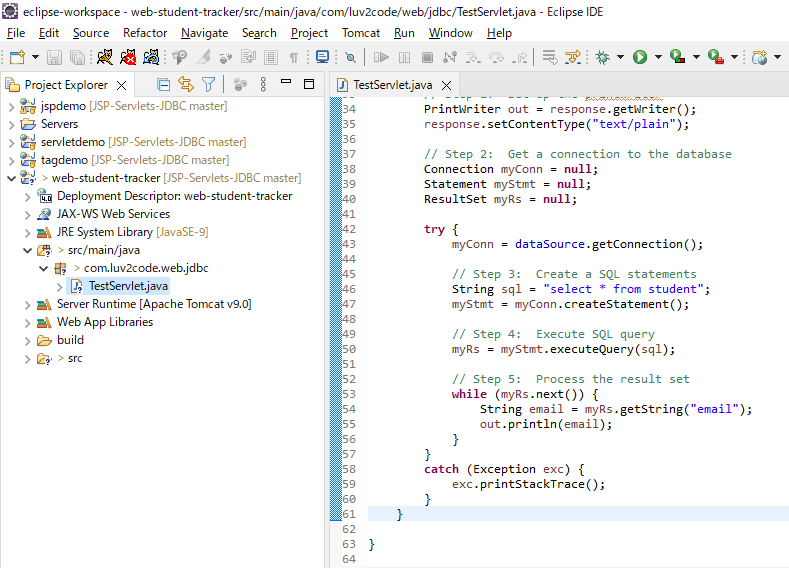 eclipse-workspace - web-student-tracker/src/main/java/com/luv2code/web/jdbc/TestServlet.java - Eclipse IDE
File Edit Source Refactor Navigate Search Project Tomcat Run Window Help
Project Explorer
jspdemo [JSP-Servlets-JDBC master]
Servers
servletdemo [JSP-Servlets-JDBC master]
tagdemo [JSP-Servlets-JDBC master]
> web-student-tracker [JSP-Servlets-JDBC master]
Deployment Descriptor: web-student-tracker
JAX-WS Web Services
JRE System Library [JavaSE-9]
> src/main/java
> com.luv2code.web.jdbc
TestServlet.java
Server Runtime [Apache Tomcat v9.0]
Web App Libraries
build
> src
TestServlet.java
34 PrintWriter out = response.getWriter();
35 response.setContentType("text/plain");
36
37 // Step 2:  Get a connection to the database
38 Connection myConn = null;
39 Statement myStmt = null;
40 ResultSet myRs = null;
41
42 try {
43 myConn = dataSource.getConnection();
44
45 // Step 3:  Create a SQL statements
46 String sql = "select * from student";
47 myStmt = myConn.createStatement();
48
49 // Step 4:  Execute SQL query
50 myRs = myStmt.executeQuery(sql);
51
52 // Step 5:  Process the result set
53 while (myRs.next()) {
54 String email = myRs.getString("email");
55 out.println(email);
56 }
57 }
58 catch (Exception exc) {
59 exc.printStackTrace();
60 }
61 }
62
63 }
64